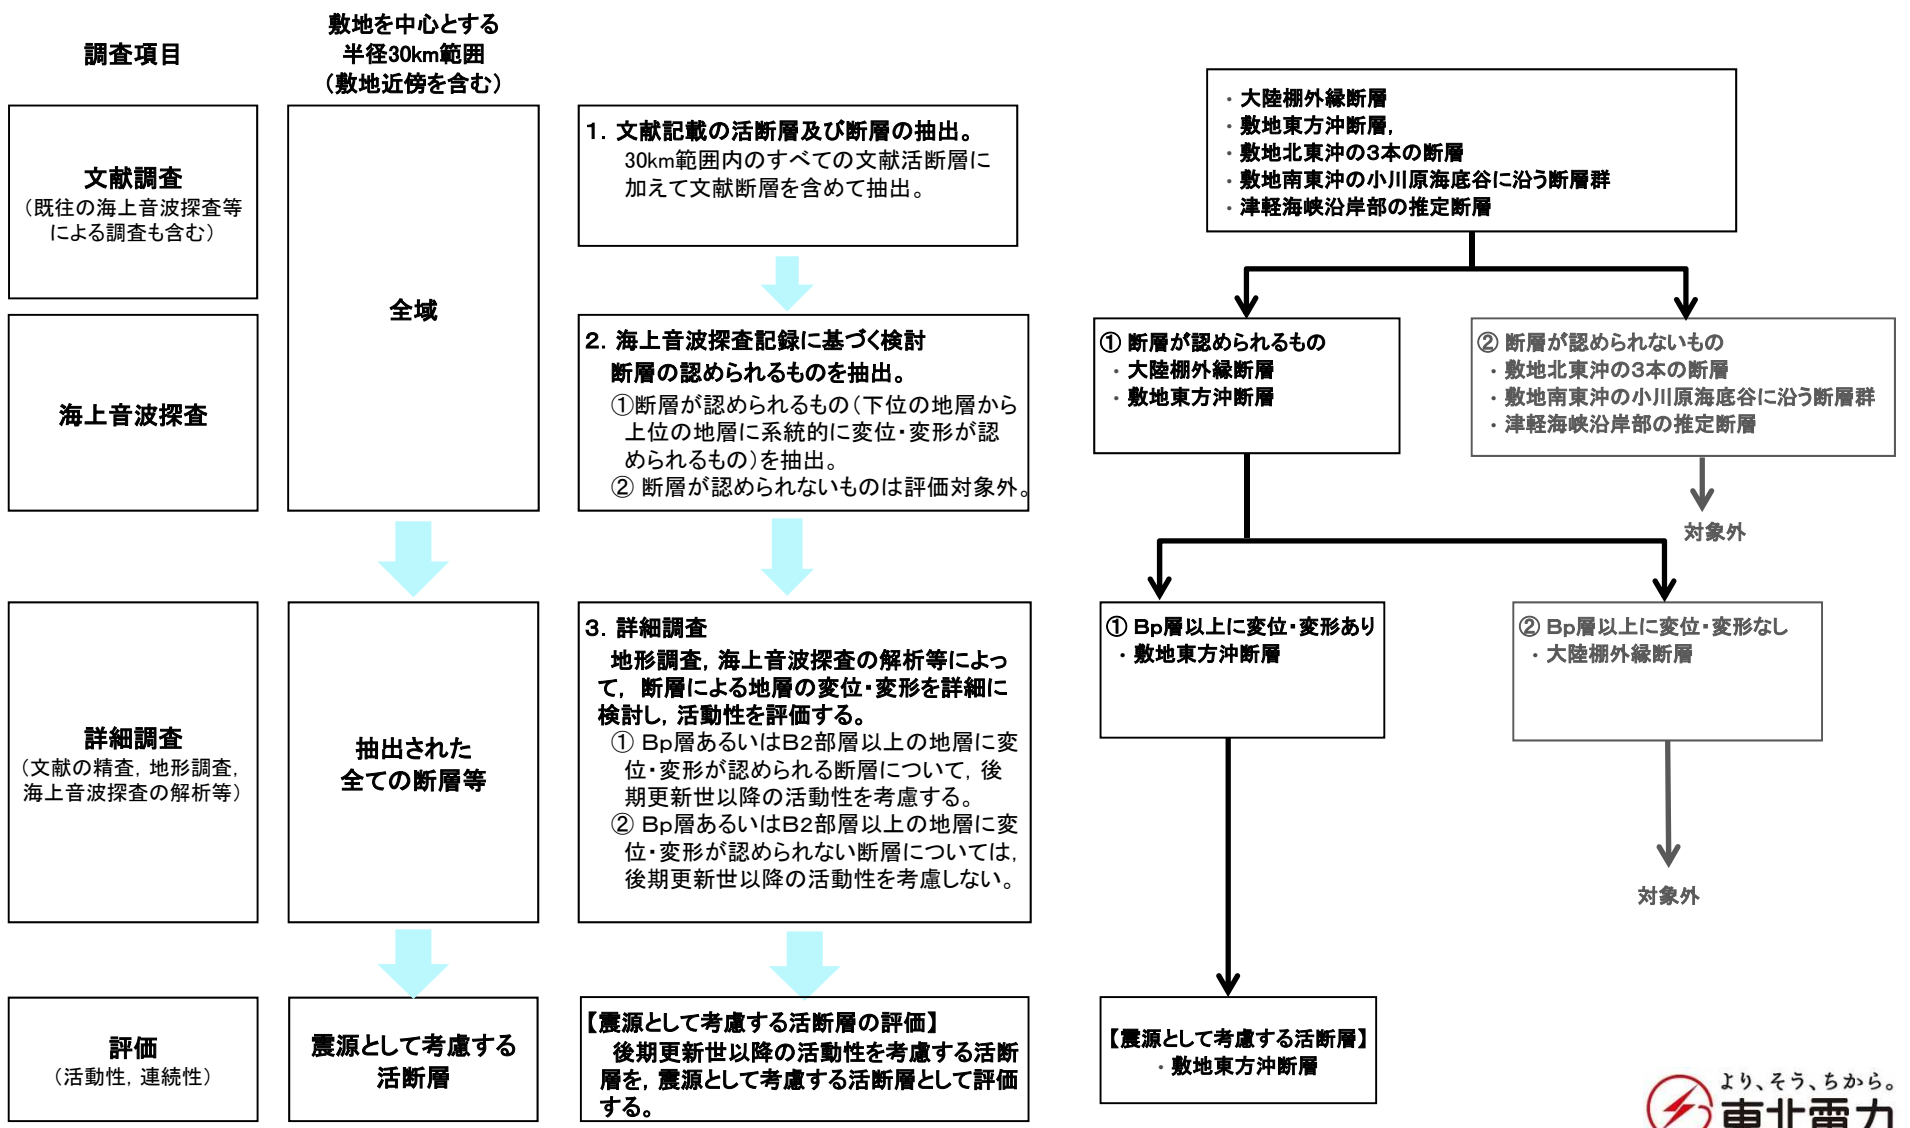 調査項目
敷地を中心とする
半径30km範囲
（敷地近傍を含む）
文献調査
（既往の海上音波探査等
による調査も含む）
海上音波探査
全域
1．文献記載の活断層及び断層の抽出。
30km範囲内のすべての文献活断層に
加えて文献断層を含めて抽出。
2．海上音波探査記録に基づく検討
断層の認められるものを抽出。
①断層が認められるもの（下位の地層から
上位の地層に系統的に変位・変形が認
められるもの）を抽出。
② 断層が認められないものは評価対象外。
・大陸棚外縁断層
・敷地東方沖断層，
・敷地北東沖の3本の断層
・敷地南東沖の小川原海底谷に沿う断層群
・津軽海峡沿岸部の推定断層
① 断層が認められるもの
・大陸棚外縁断層
・敷地東方沖断層
② 断層が認められないもの
・敷地北東沖の3本の断層
・敷地南東沖の小川原海底谷に沿う断層群
・津軽海峡沿岸部の推定断層
対象外
詳細調査
（文献の精査，地形調査，
海上音波探査の解析等）
抽出された
全ての断層等
3．詳細調査
地形調査，海上音波探査の解析等によっ
て，断層による地層の変位・変形を詳細に
検討し，活動性を評価する。
① Bp層あるいはB2部層以上の地層に変
位・変形が認められる断層について，後
期更新世以降の活動性を考慮する。
② Bp層あるいはB2部層以上の地層に変
位・変形が認められない断層については，
後期更新世以降の活動性を考慮しない。
① Bp層以上に変位・変形あり
・敷地東方沖断層
② Bp層以上に変位・変形なし
・大陸棚外縁断層
対象外
評価
（活動性，連続性）
震源として考慮する
活断層
【震源として考慮する活断層の評価】
後期更新世以降の活動性を考慮する活断
層を，震源として考慮する活断層として評価
する。
【震源として考慮する活断層】
・敷地東方沖断層
より、そう、ちから。
東北電力